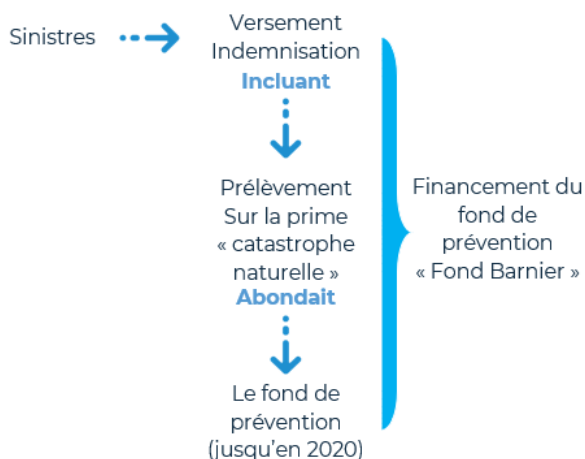 Sinistres
Versement
Indemnisation
Incluant
Prélèvement
Sur la prime
« catastrophe
naturelle »
Abondait
Le fond de
prévention
(jusqu'en 2020)
Financement du
fond de
prévention
« Fond Barnier »